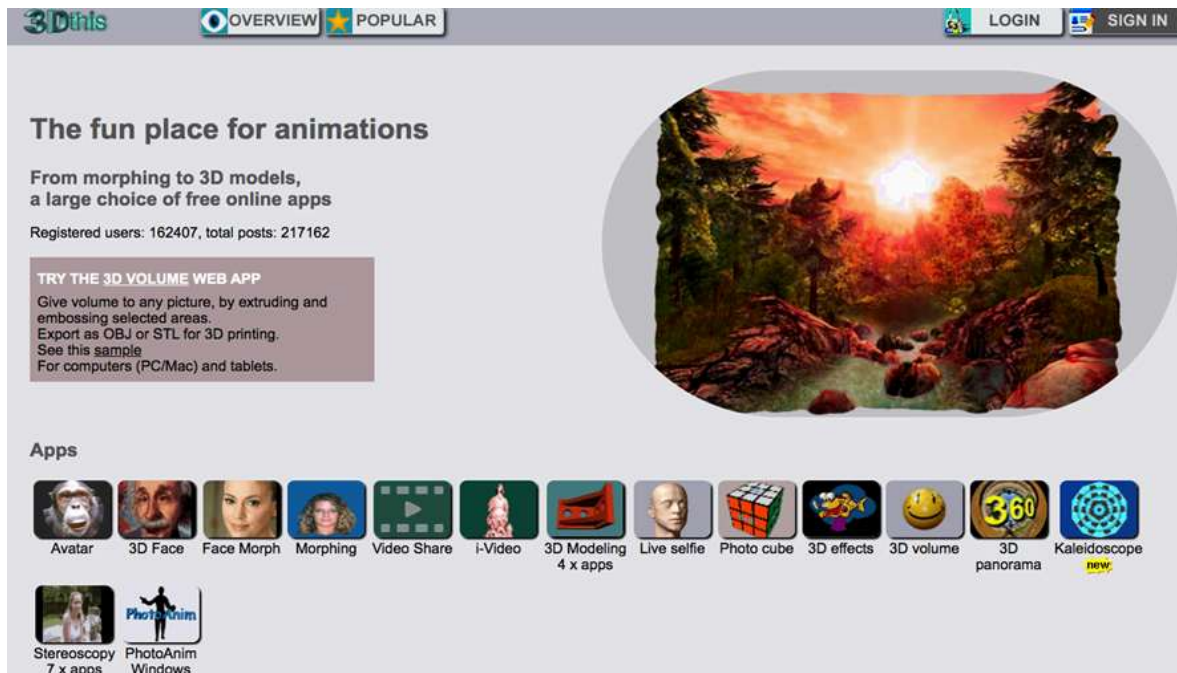 3Dthis
OVERVIEW
POPULAR
LOGIN
SIGN IN
The fun place for animations
From morphing to 3D models,
a large choice of free online apps
Registered users: 162407, total posts: 217162
TRY THE 3D VOLUME WEB APP
Give volume to any picture, by extruding and
embossing selected areas.
Export as OBJ or STL for 3D printing.
See this sample
For computers (PC/Mac) and tablets.
Apps
360
Avatar
3D Face
Face Morph
Morphing
Video Share
i-Video
3D Modeling
4 x apps
Live selfie
Photo cube
3D effects
3D volume
3D
panorama
Kaleidoscope
new
PhotoAnim
Stereoscopy
7 x apps
PhotoAnim
Windows